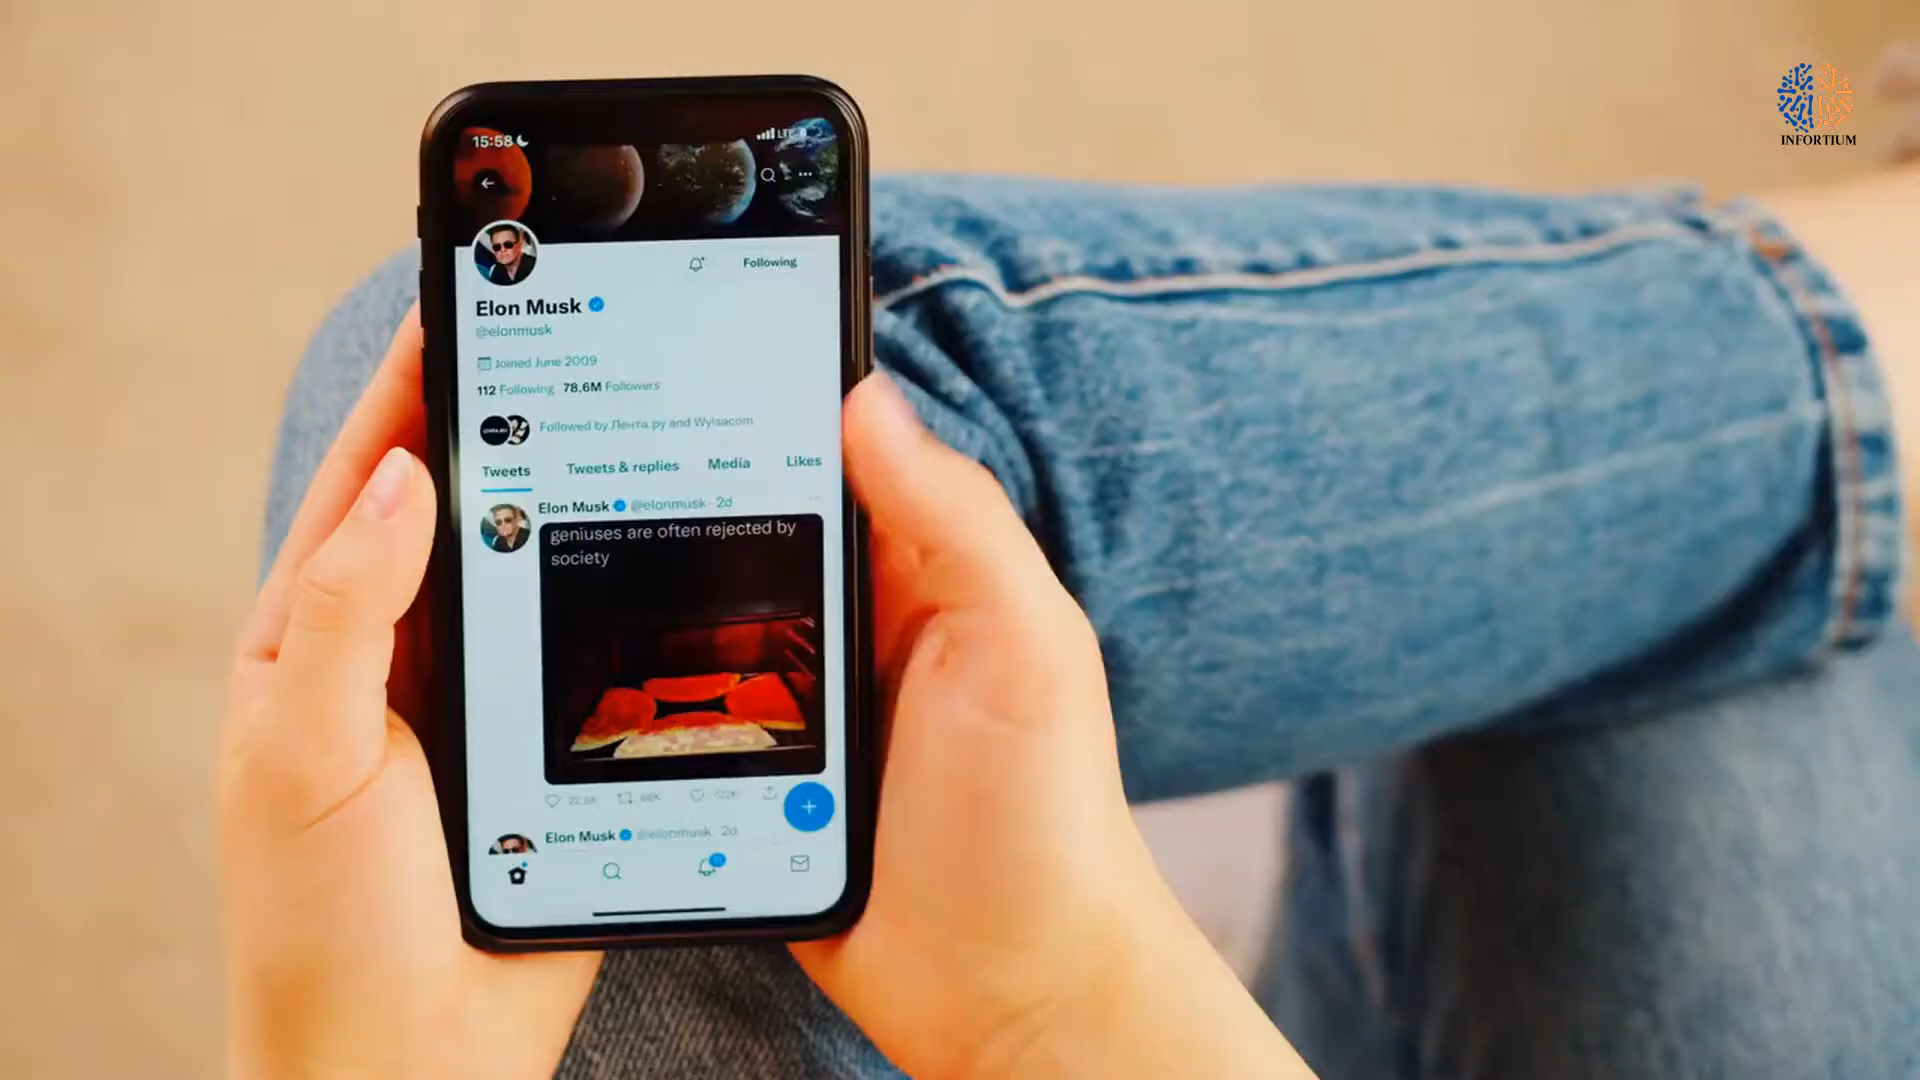 INFORTIUM
15:58
LTE
Following
Elon Musk
@elonmusk
Joined June 2009
112 Following 78,6M Followers
Followed by Лента.ру and Wylsacom
Tweets Tweets & replies Media Likes
Elon Musk @elonmusk · 2d
geniuses are often rejected by
society
Elon Musk @elonmusk · 2d